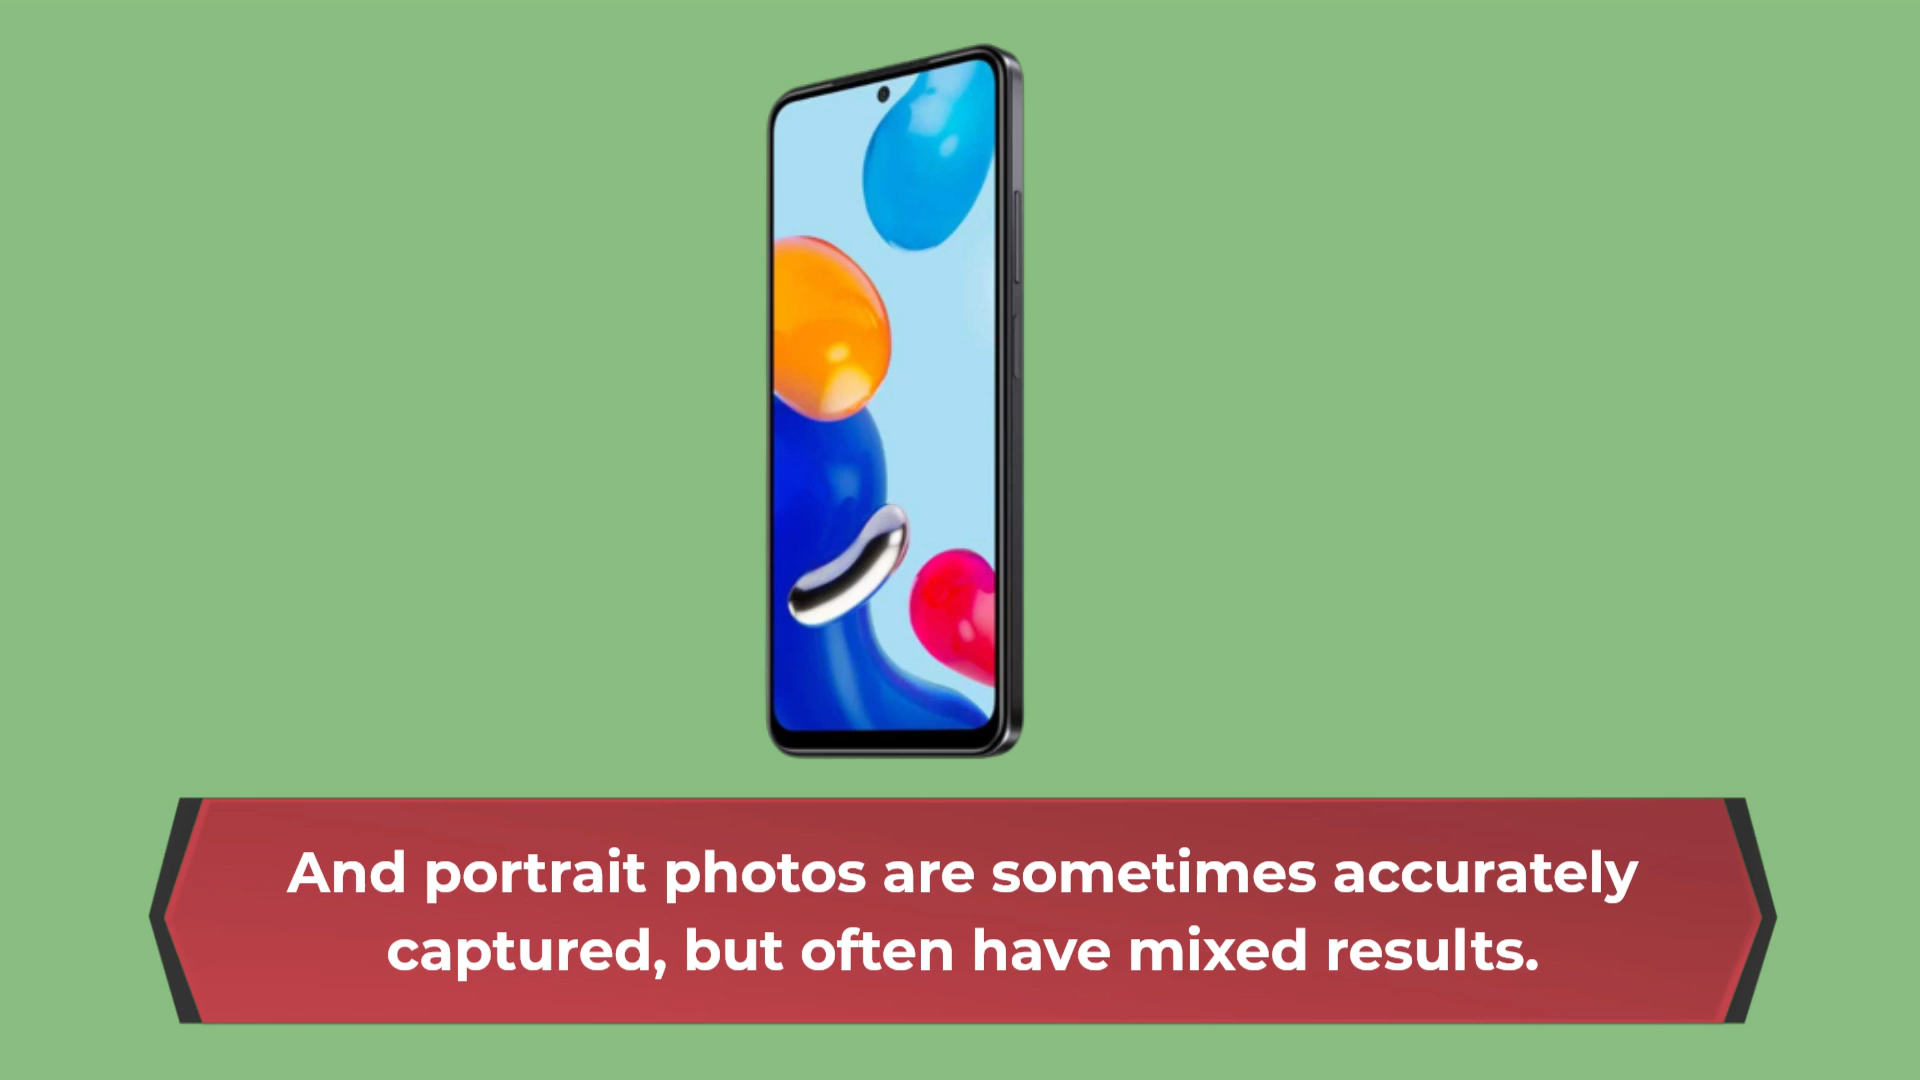 And portrait photos are sometimes accurately
captured, but often have mixed results.